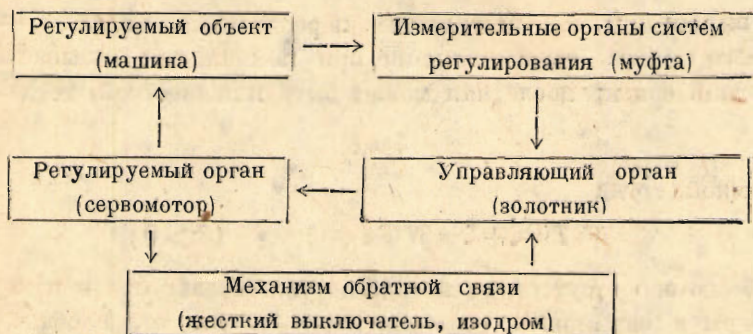 Регулируемый объект
(машина)
Измерительные органы систем
регулирования (муфта)
Регулируемый орган
(сервомотор)
Управляющий орган
(золотник)
Механизм обратной связи
(жесткий выключатель, изодром)